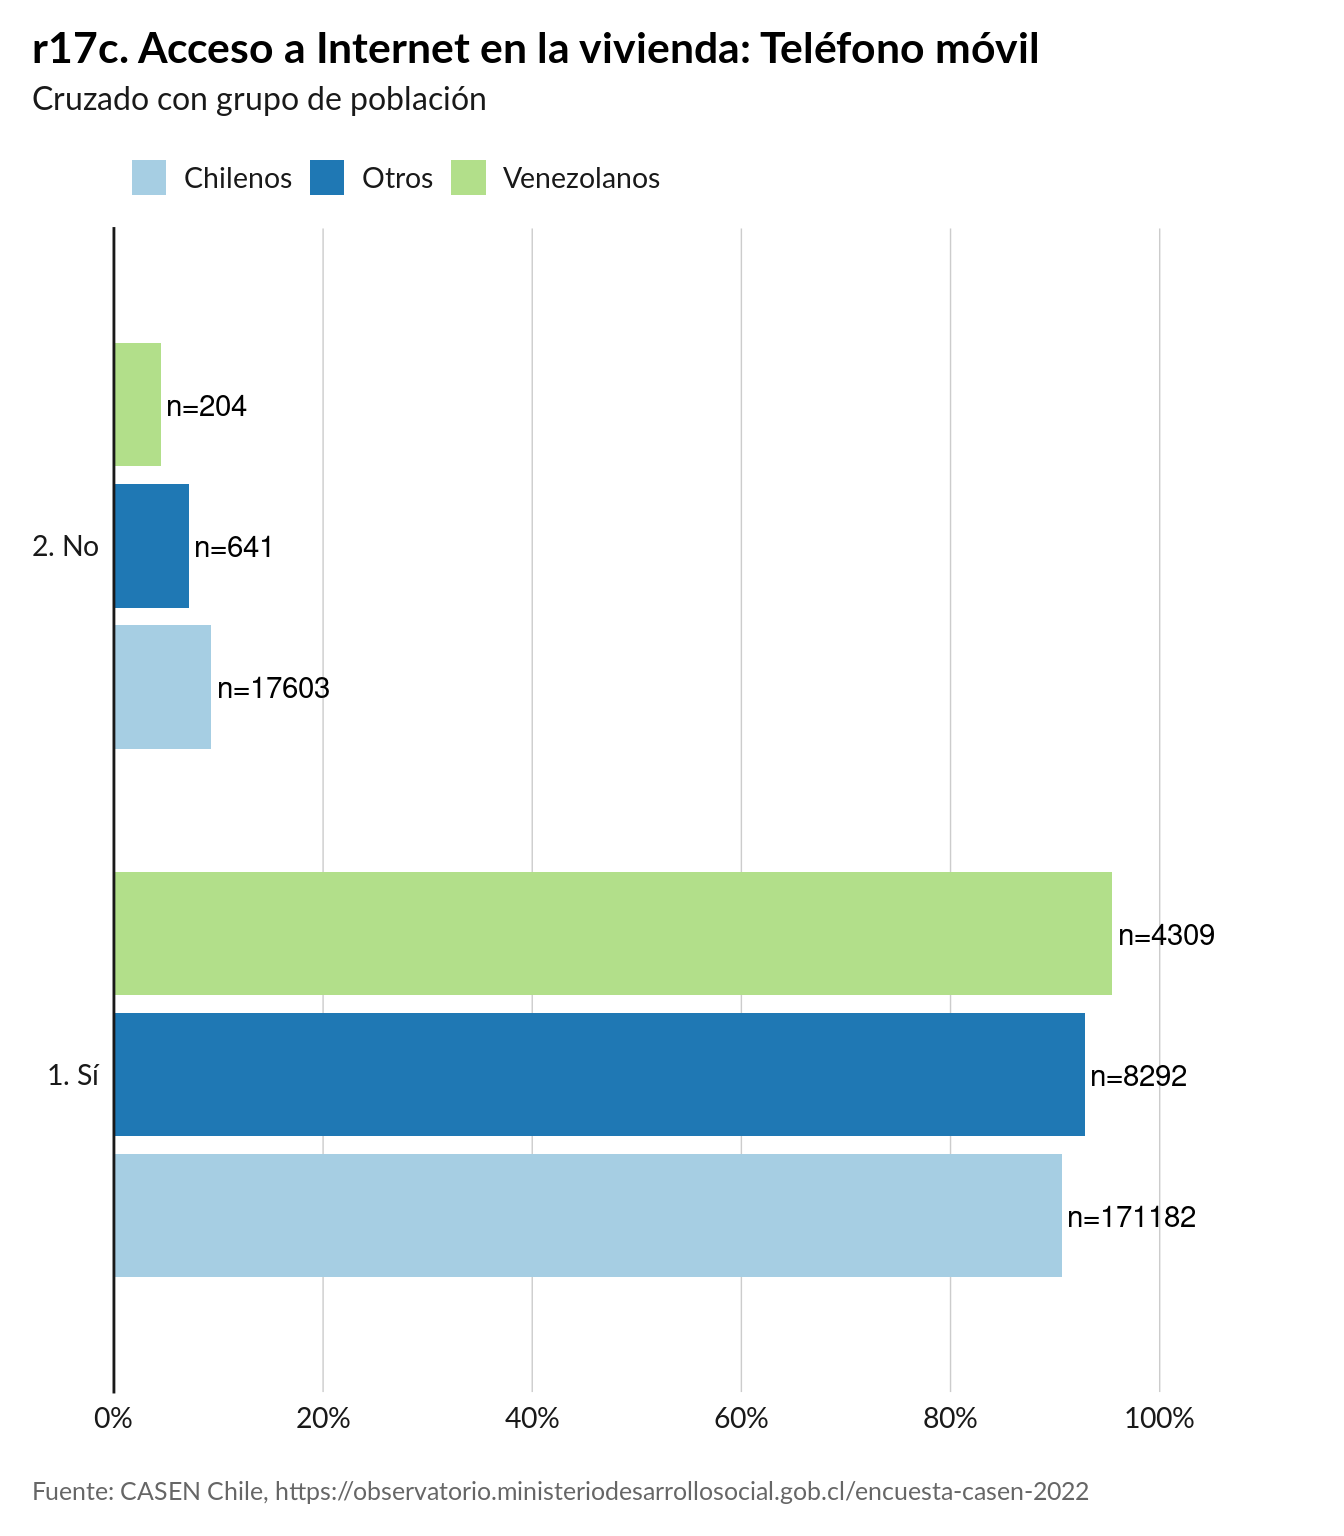 r17c. Acceso a Internet en la vivienda: Teléfono móvil
Cruzado con grupo de población
Chilenos Otros Venezolanos
n=204
2. No n=641
n=17603
n=4309
1. Sí n=8292
n=171182
0% 20% 40% 60% 80% 100%
Fuente: CASEN Chile, https://observatorio.ministeriodesarrollosocial.gob.cl/encuesta-casen-2022